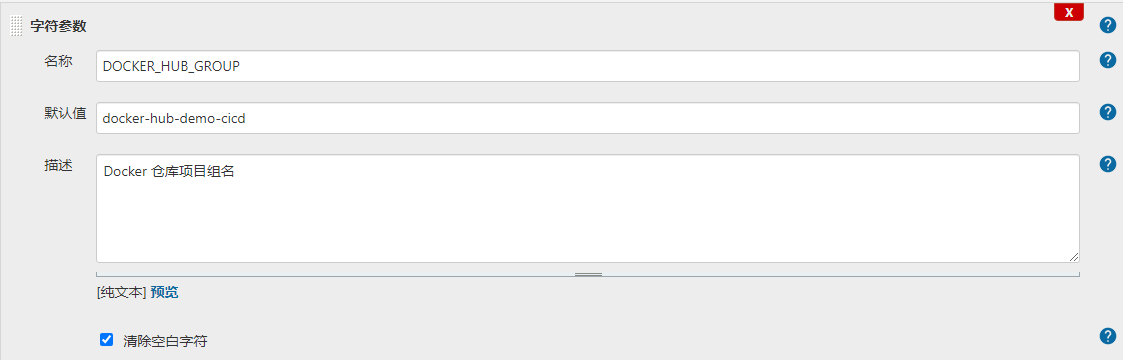 字符参数
X
?
名称
DOCKER_HUB_GROUP
?
默认值
docker-hub-demo-cicd
?
描述
Docker 仓库项目组名
?
[纯文本] 预览
清除空白字符
?